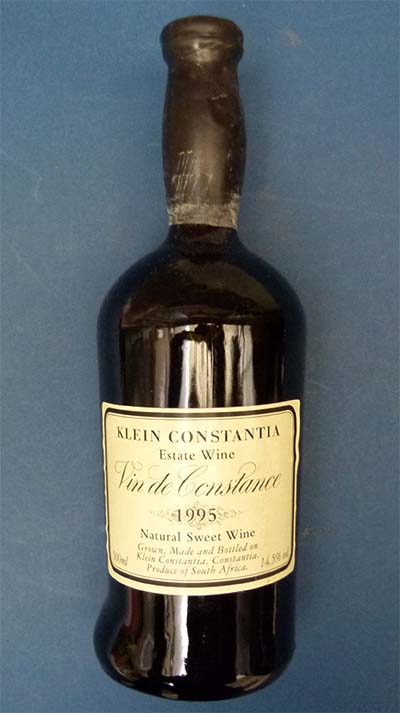 KLEIN CONSTANTIA
Estate Wine
Vin de Constance
1995
Natural Sweet Wine
Grown, Made and Bottled on
Klein Constantia, Constantia.
500ml Produce of South Africa. 14,5% vol